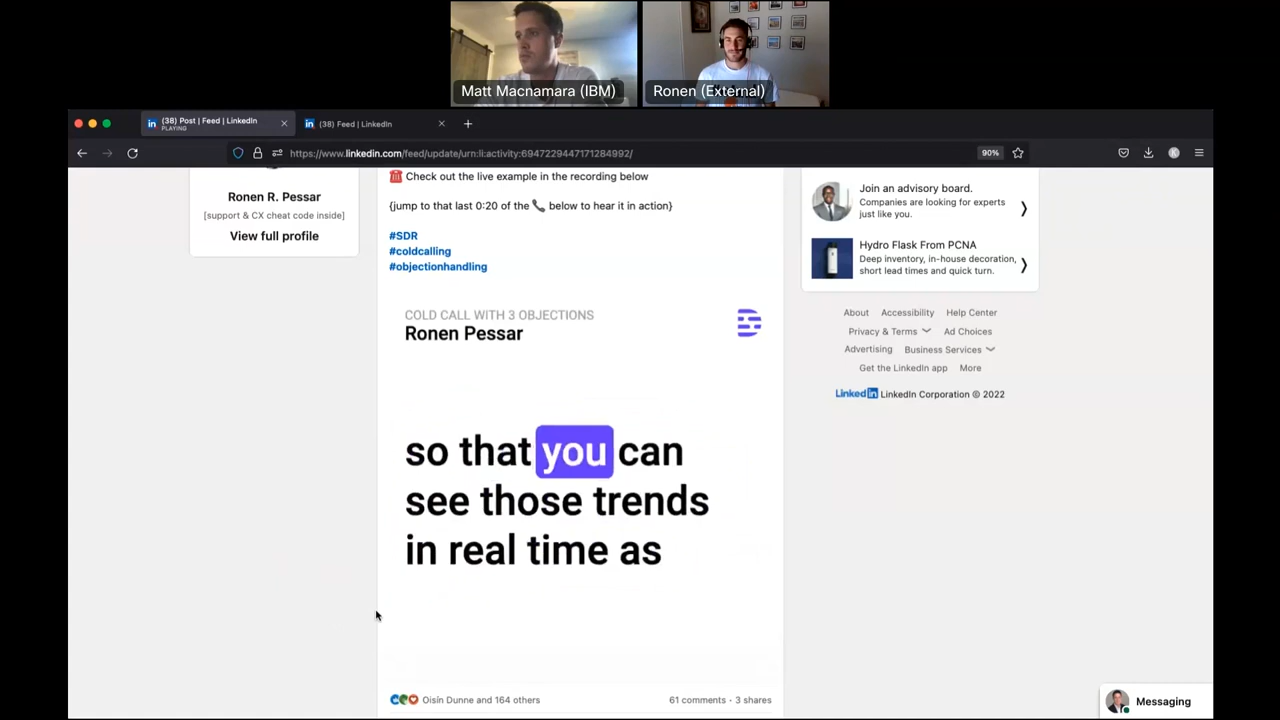 Matt Macnamara (IBM)
Ronen (External)
(38) Post | Feed | LinkedIn
PLAYING
(38) Feed | LinkedIn
https://www.linkedin.com/feed/update/urn:li:activity:6947229447171284992/
90%
K
Ronen R. Pessar
[support & CX cheat code inside]
View full profile
Check out the live example in the recording below
{jump to that last 0:20 of the 📞 below to hear it in action}
#SDR
#coldcalling
#objectionhandling
COLD CALL WITH 3 OBJECTIONS
Ronen Pessar
so that you can
see those trends
in real time as
Oisín Dunne and 164 others
61 comments · 3 shares
Join an advisory board.
Companies are looking for experts
just like you.
Hydro Flask From PCNA
Deep inventory, in-house decoration,
short lead times and quick turn.
About Accessibility Help Center
Privacy & Terms Ad Choices
Advertising Business Services
Get the LinkedIn app More
LinkedIn LinkedIn Corporation © 2022
Messaging